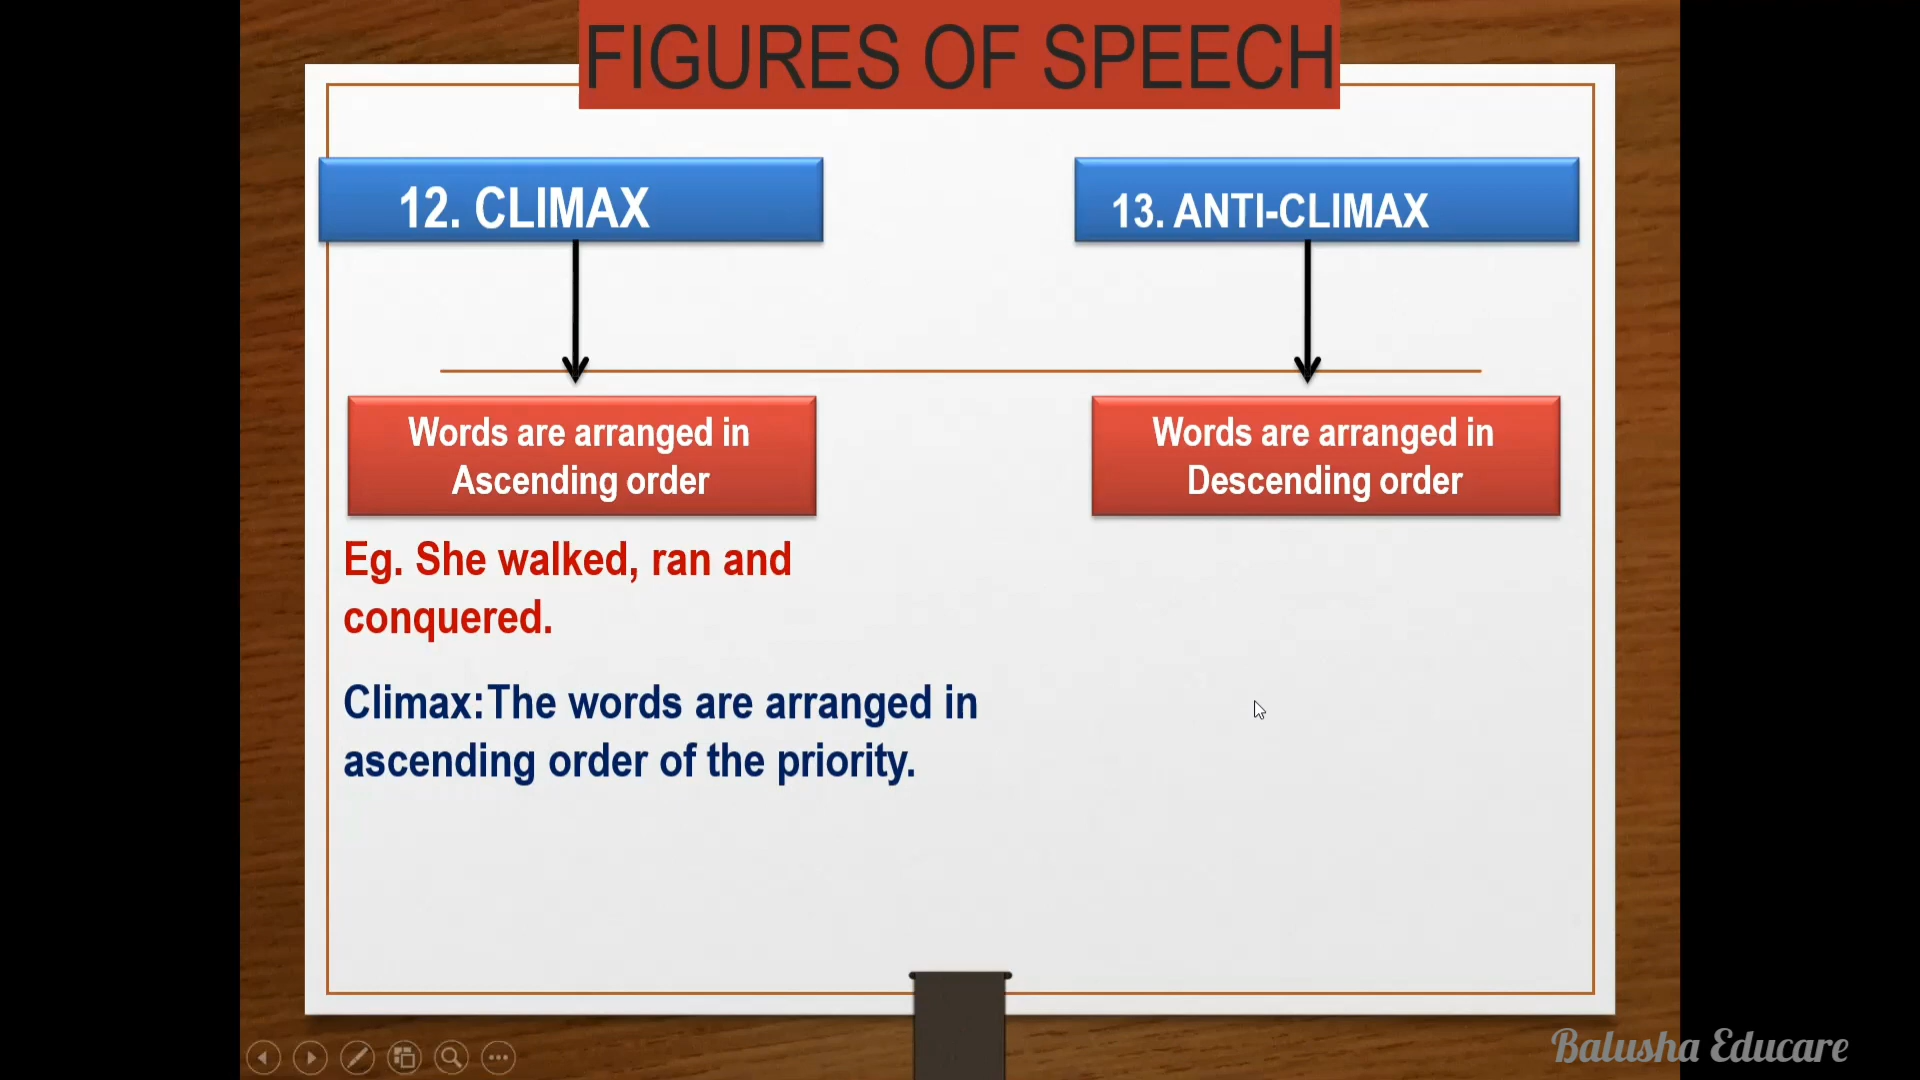 FIGURES OF SPEECH
12. CLIMAX
13. ANTI-CLIMAX
Words are arranged in
Ascending order
Words are arranged in
Descending order
Eg. She walked, ran and
conquered.
Climax:The words are arranged in
ascending order of the priority.
Balusha Educare